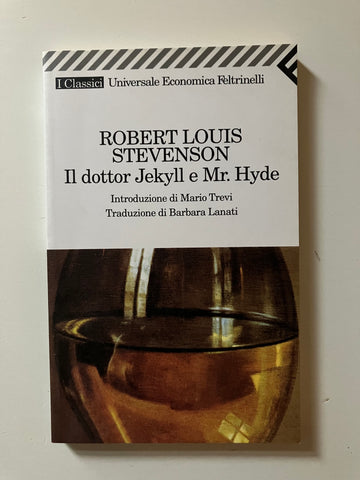 I Classici Universale Economica Feltrinelli
ROBERT LOUIS
STEVENSON
Il dottor Jekyll e Mr. Hyde
Introduzione di Mario Trevi
Traduzione di Barbara Lanati